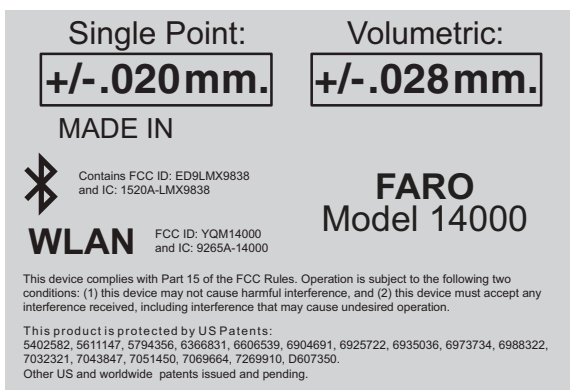 Single Point: Volumetric:
+/-.020mm. +/-.028mm.
MADE IN
Contains FCC ID: ED9LMX9838
and IC: 1520A-LMX9838
FARO
Model 14000
WLAN
FCC ID: YQM14000
and IC: 9265A-14000
This device complies with Part 15 of the FCC Rules. Operation is subject to the following two
conditions: (1) this device may not cause harmful interference, and (2) this device must accept any
interference received, including interference that may cause undesired operation.
This product is protected by US Patents:
5402582, 5611147, 5794356, 6366831, 6606539, 6904691, 6925722, 6935036, 6973734, 6988322,
7032321, 7043847, 7051450, 7069664, 7269910, D607350.
Other US and worldwide patents issued and pending.